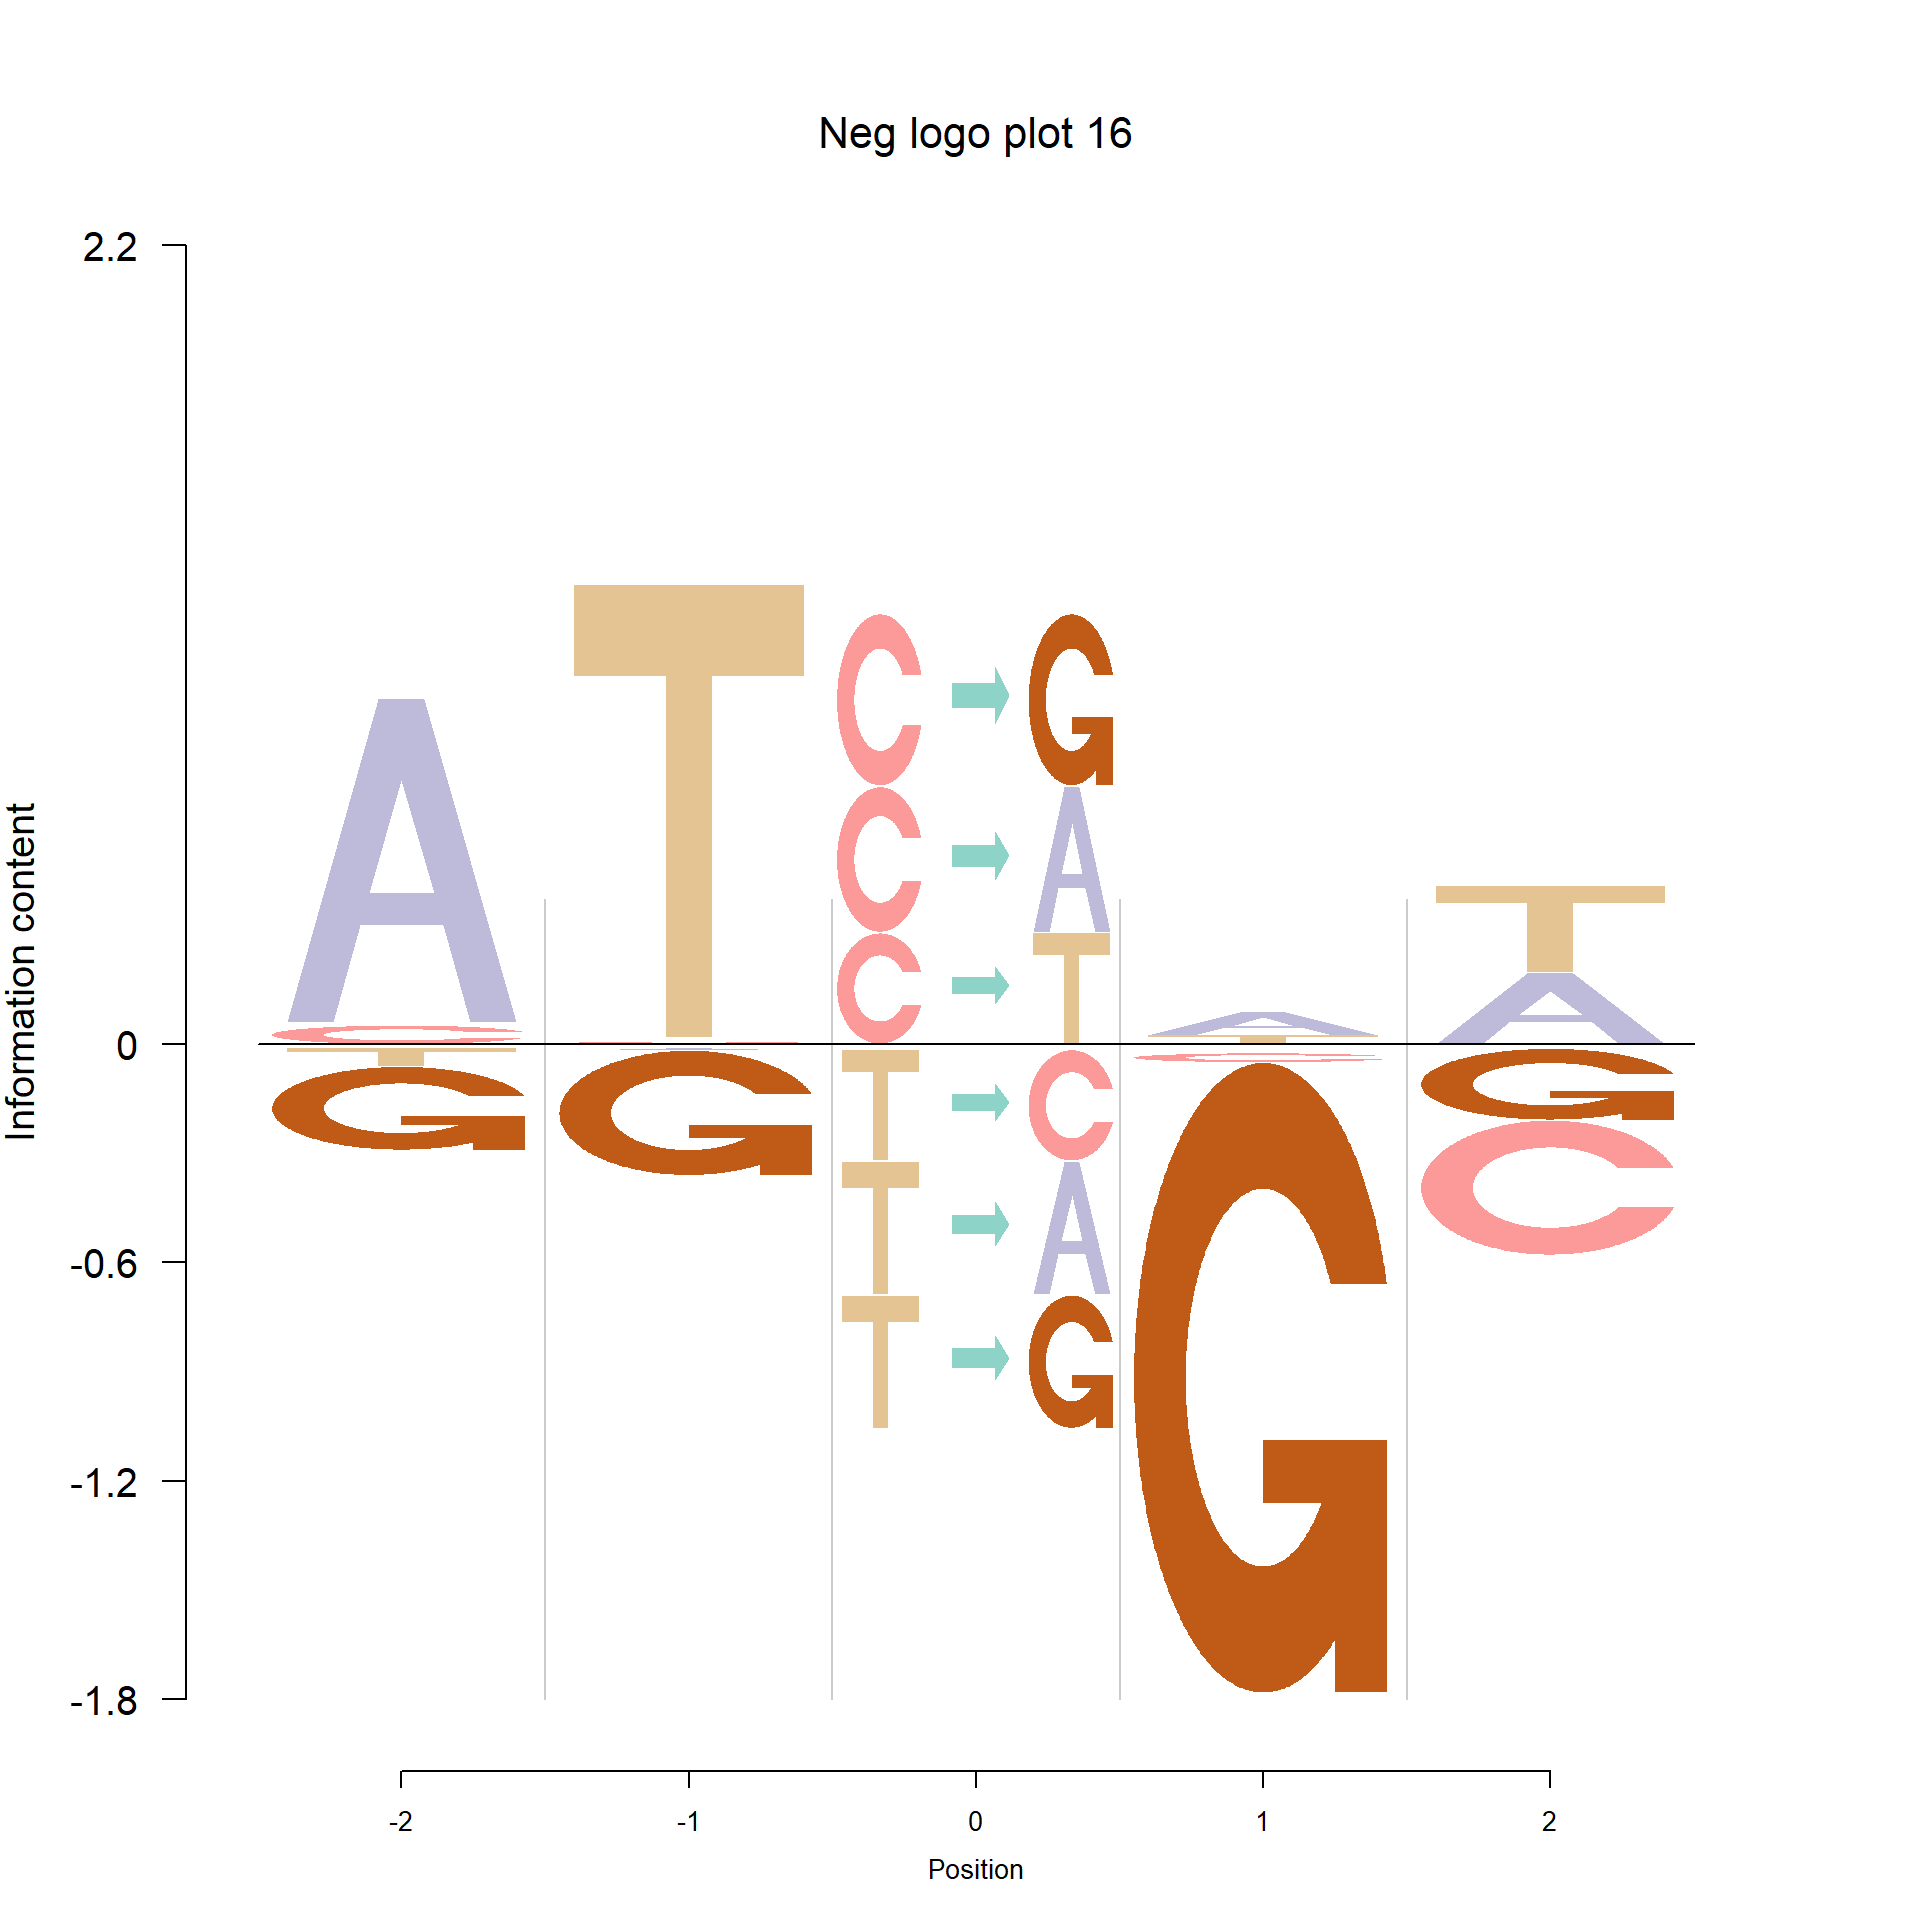 Neg logo plot 16
2.2
0
-0.6
-1.2
-1.8
Information content
A T C G
C A
C T
A T
C A
T T C C G
G G T A C
T G
G
-2 -1 0 1 2
Position